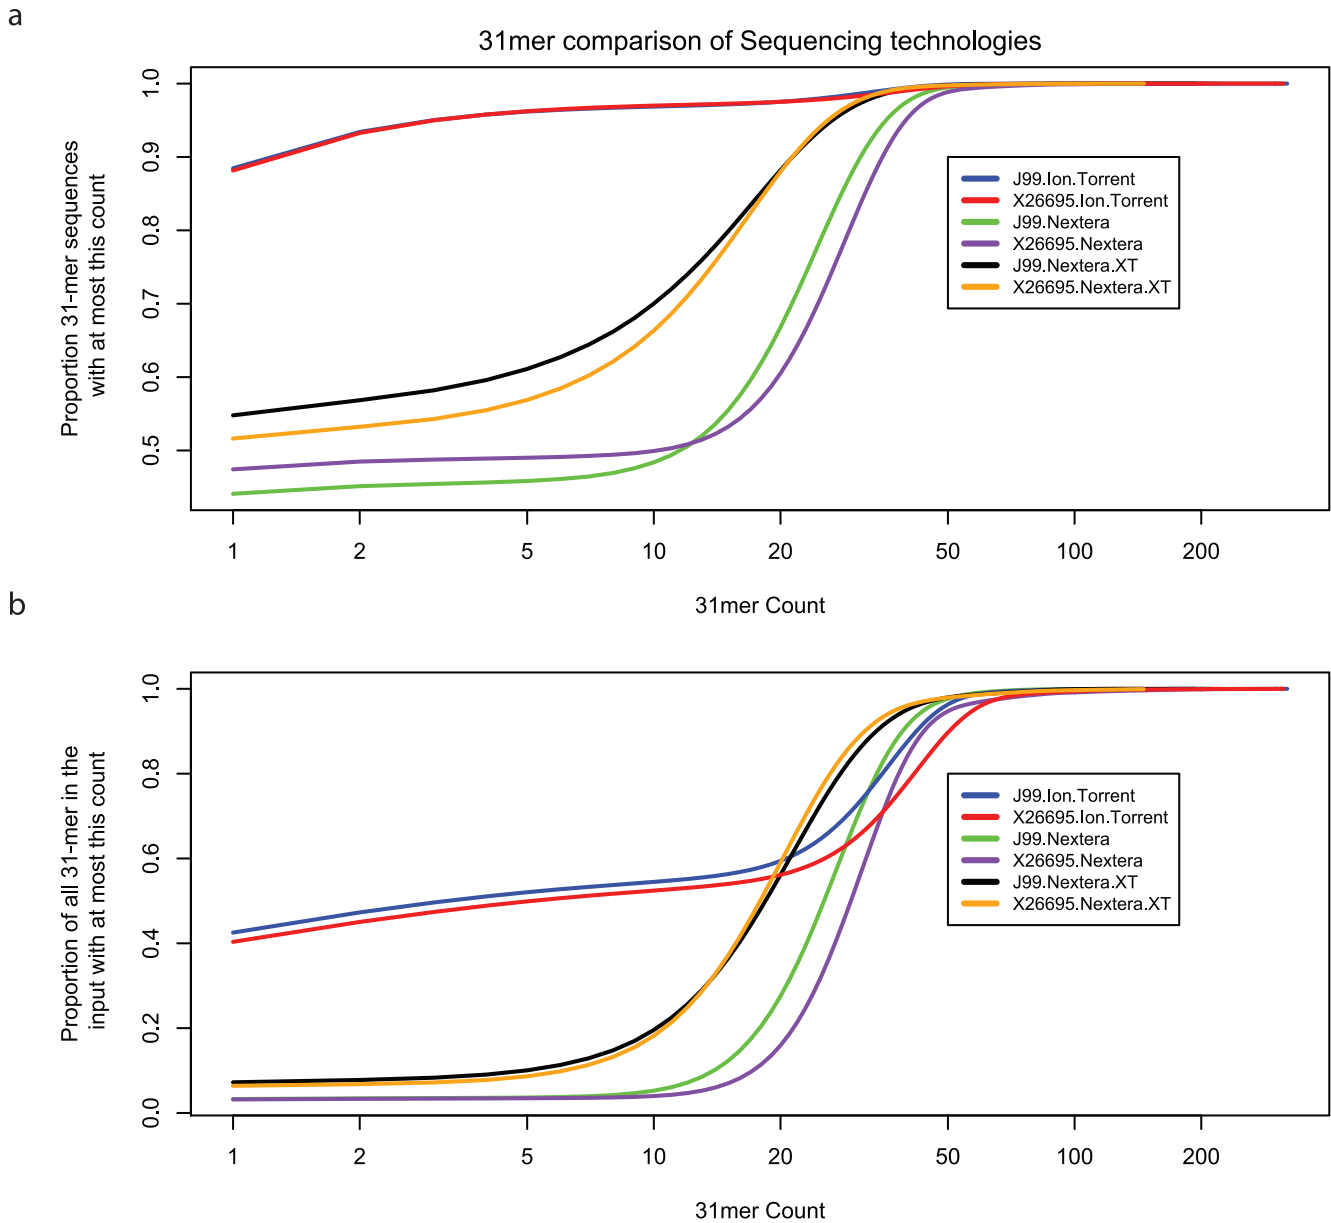 a
31mer comparison of Sequencing technologies
Proportion 31-mer sequences
with at most this count
1.0
0.9
0.8
0.7
0.6
0.5
J99.Ion.Torrent
X26695.Ion.Torrent
J99.Nextera
X26695.Nextera
J99.Nextera.XT
X26695.Nextera.XT
1 2 5 10 20 50 100 200
31mer Count
b
Proportion of all 31-mer in the
input with at most this count
1.0
0.8
0.6
0.4
0.2
0.0
J99.Ion.Torrent
X26695.Ion.Torrent
J99.Nextera
X26695.Nextera
J99.Nextera.XT
X26695.Nextera.XT
1 2 5 10 20 50 100 200
31mer Count